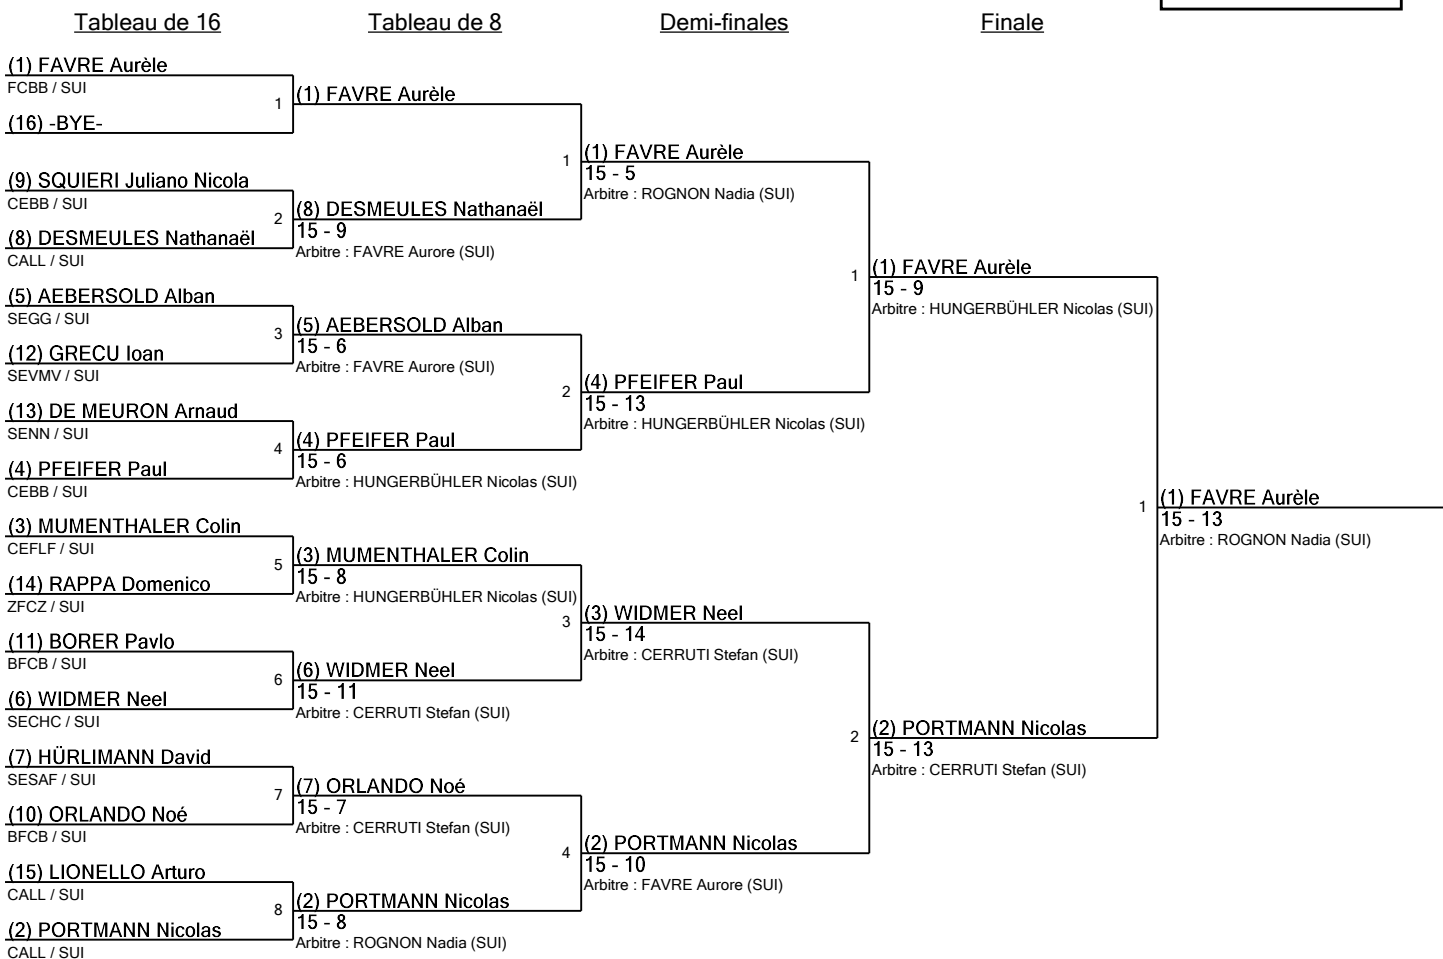 Tableau de 16
Tableau de 8
Demi-finales
Finale
(1) FAVRE Aurèle
FCBB / SUI
(16) -BYE-
(9) SQUIERI Juliano Nicola
CEBB / SUI
(8) DESMEULES Nathanaël
CALL / SUI
(5) AEBERSOLD Alban
SEGG / SUI
(12) GRECU Ioan
SEVMV / SUI
(13) DE MEURON Arnaud
SENN / SUI
(4) PFEIFER Paul
CEBB / SUI
(3) MUMENTHALER Colin
CEFLF / SUI
(14) RAPPA Domenico
ZFCZ / SUI
(11) BORER Pavlo
BFCB / SUI
(6) WIDMER Neel
SECHC / SUI
(7) HÜRLIMANN David
SESAF / SUI
(10) ORLANDO Noé
BFCB / SUI
(15) LIONELLO Arturo
CALL / SUI
(2) PORTMANN Nicolas
CALL / SUI
1
(1) FAVRE Aurèle
2
(8) DESMEULES Nathanaël
15 - 9
Arbitre : FAVRE Aurore (SUI)
3
(5) AEBERSOLD Alban
15 - 6
Arbitre : FAVRE Aurore (SUI)
4
(4) PFEIFER Paul
15 - 6
Arbitre : HUNGERBÜHLER Nicolas (SUI)
5
(3) MUMENTHALER Colin
15 - 8
Arbitre : HUNGERBÜHLER Nicolas (SUI)
6
(6) WIDMER Neel
15 - 11
Arbitre : CERRUTI Stefan (SUI)
7
(7) ORLANDO Noé
15 - 7
Arbitre : CERRUTI Stefan (SUI)
8
(2) PORTMANN Nicolas
15 - 8
Arbitre : ROGNON Nadia (SUI)
1
(1) FAVRE Aurèle
15 - 5
Arbitre : ROGNON Nadia (SUI)
2
(4) PFEIFER Paul
15 - 13
Arbitre : HUNGERBÜHLER Nicolas (SUI)
3
(3) WIDMER Neel
15 - 14
Arbitre : CERRUTI Stefan (SUI)
4
(2) PORTMANN Nicolas
15 - 10
Arbitre : FAVRE Aurore (SUI)
1
(1) FAVRE Aurèle
15 - 9
Arbitre : HUNGERBÜHLER Nicolas (SUI)
2
(2) PORTMANN Nicolas
15 - 13
Arbitre : CERRUTI Stefan (SUI)
1
(1) FAVRE Aurèle
15 - 13
Arbitre : ROGNON Nadia (SUI)